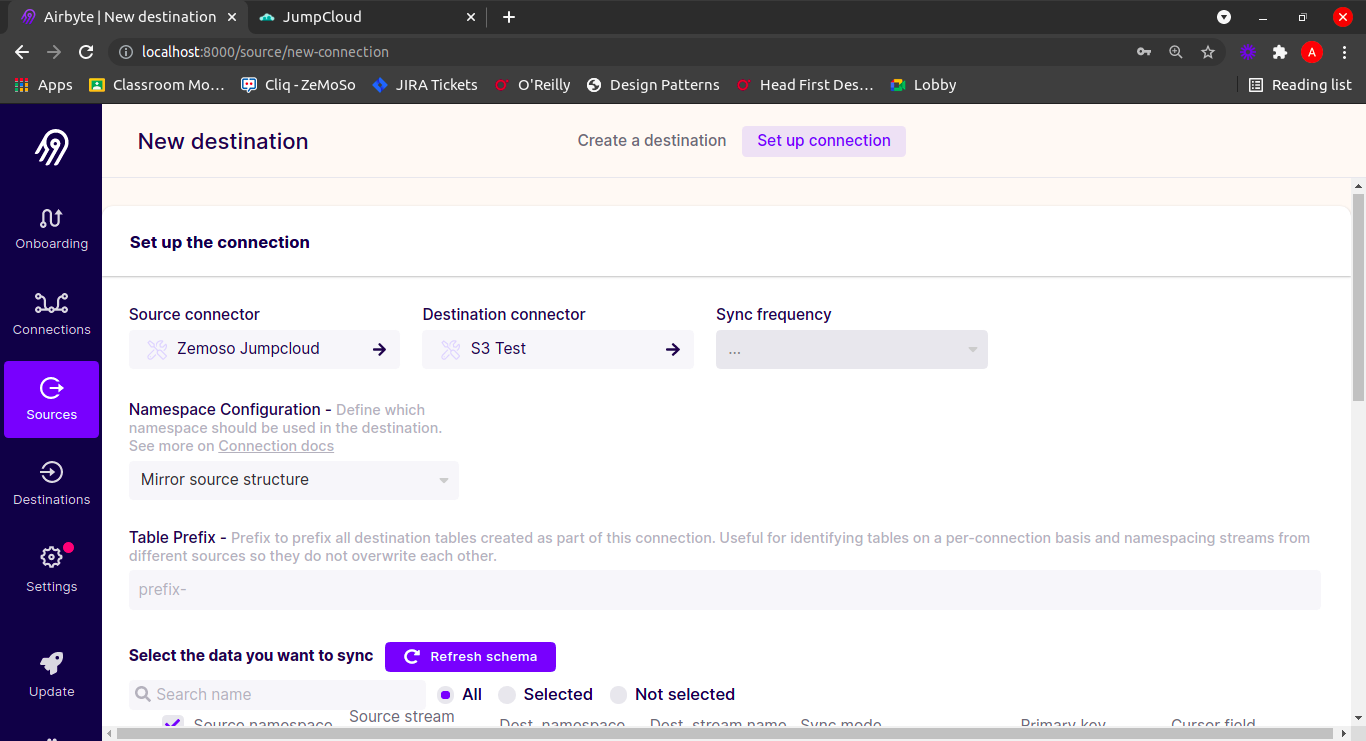 Airbyte | New destination
JumpCloud
localhost:8000/source/new-connection
A
Apps
Classroom Mo…
Cliq - ZeMoSo
JIRA Tickets
O'Reilly
Design Patterns
Head First Des…
Lobby
Reading list
New destination
Create a destination
Set up connection
Onboarding
Connections
Sources
Destinations
Settings
Update
Set up the connection
Source connector
Destination connector
Sync frequency
Zemoso Jumpcloud
S3 Test
...
Namespace Configuration - Define which
namespace should be used in the destination.
See more on Connection docs
Mirror source structure
Table Prefix - Prefix to prefix all destination tables created as part of this connection. Useful for identifying tables on a per-connection basis and namespacing streams from
different sources so they do not overwrite each other.
prefix-
Select the data you want to sync
Refresh schema
Search name
All
Selected
Not selected
Source namespace
Source stream
Dest. namespace
Dest. stream name
Sync mode
Primary key
Cursor field